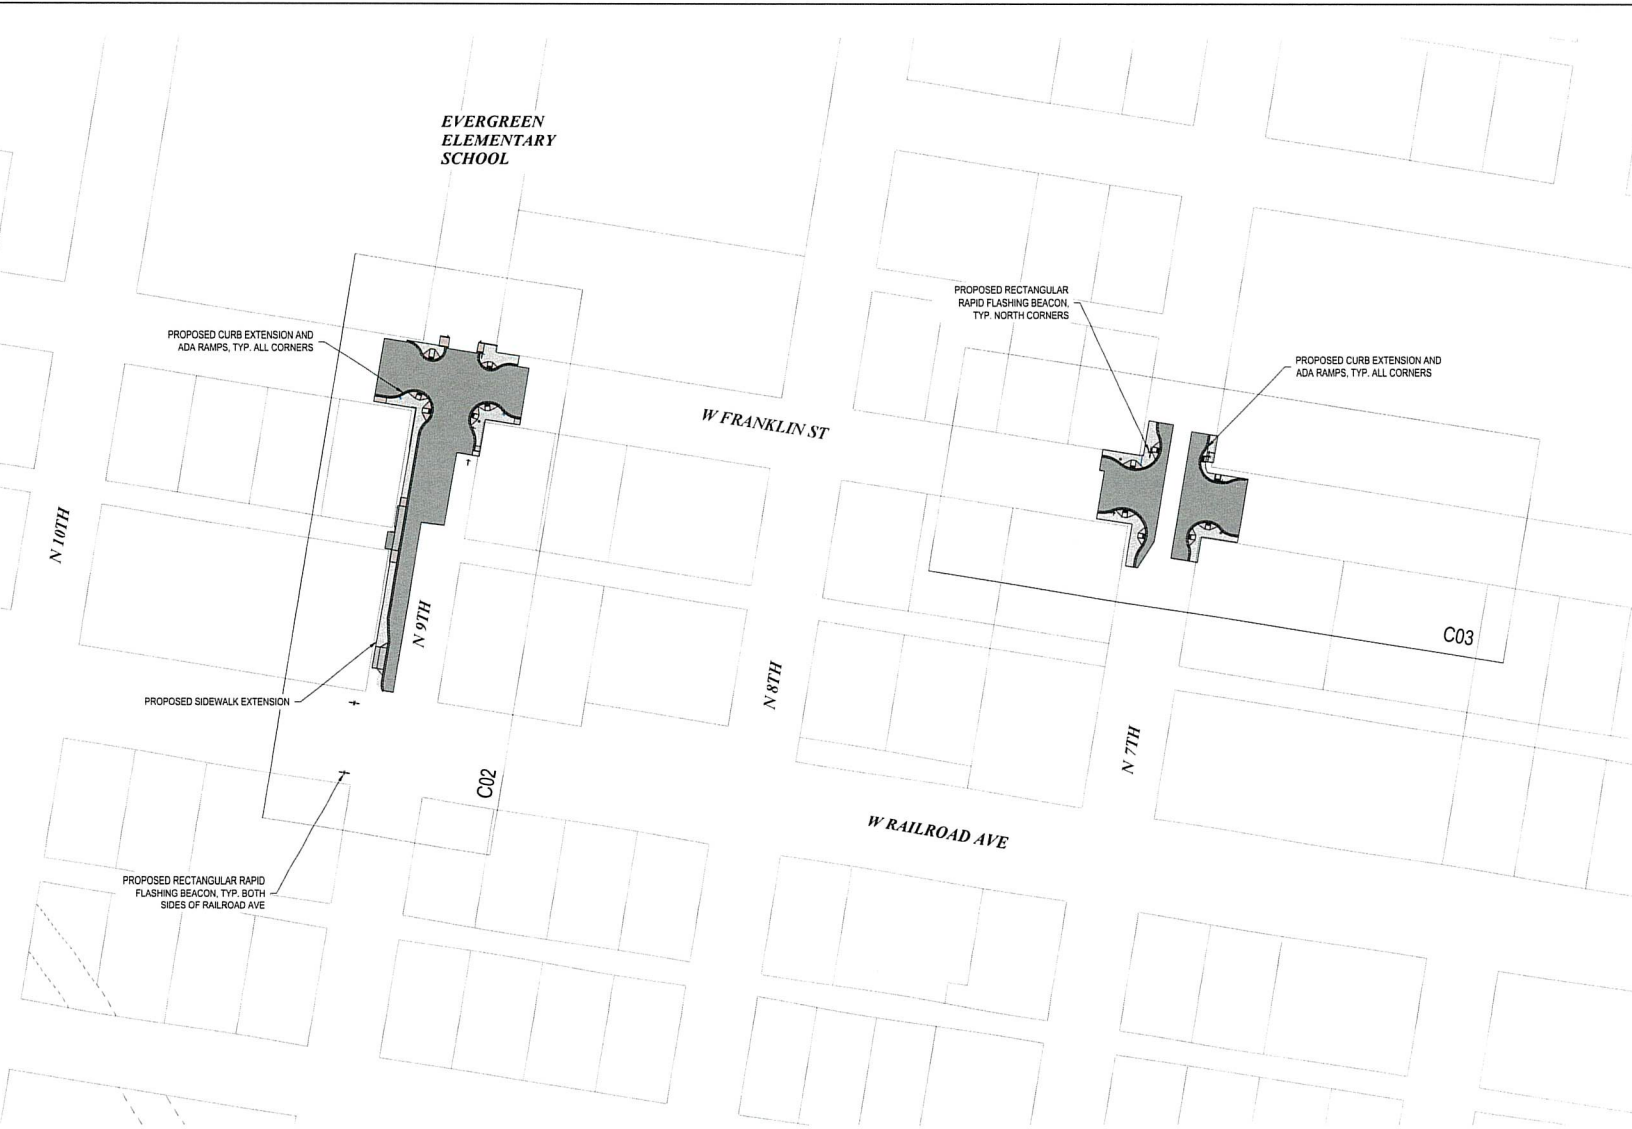 EVERGREEN
ELEMENTARY
SCHOOL
PROPOSED RECTANGULAR
RAPID FLASHING BEACON,
TYP. NORTH CORNERS
PROPOSED CURB EXTENSION AND
ADA RAMPS, TYP. ALL CORNERS
PROPOSED CURB EXTENSION AND
ADA RAMPS, TYP. ALL CORNERS
W FRANKLIN ST
N 10TH
N 9TH
N 8TH
N 7TH
C03
PROPOSED SIDEWALK EXTENSION
C02
W RAILROAD AVE
PROPOSED RECTANGULAR RAPID
FLASHING BEACON, TYP. BOTH
SIDES OF RAILROAD AVE